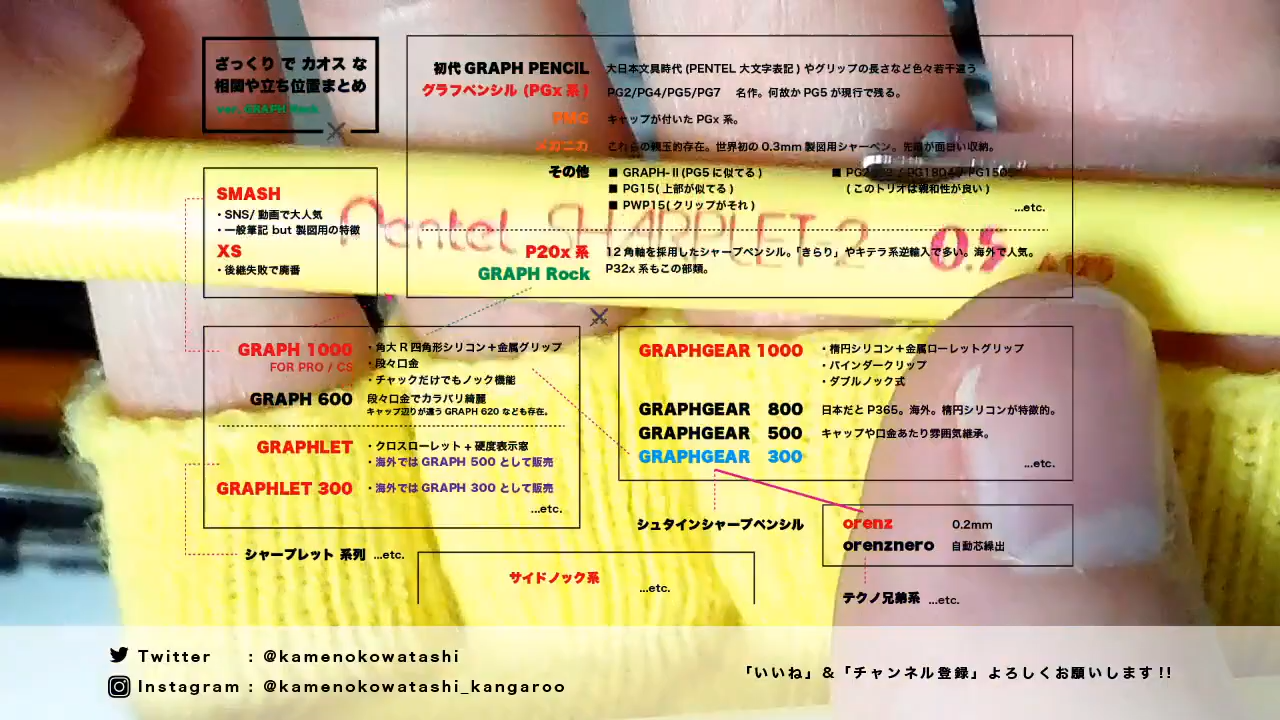 ざっくり で カオス な
相関や立ち位置まとめ
ver. GRAPH Rock
初代 GRAPH PENCIL 大日本文具時代 (PENTEL 大文字表記 ) やグリップの長さなど色々若干違う
グラフペンシル (PGx 系 ) PG2/PG4/PG5/PG7 名作。何故か PG5 が現行で残る。
PMG キャップが付いた PGx 系。
メカニカ これらの親玉的存在。世界初の 0.3mm 製図用シャーペン。先端が面白い収納。
その他 ■ GRAPH-Ⅱ(PG5 に似てる )
■ PG15( 上部が似てる )
■ PWP15( クリップがそれ )
( このトリオは親和性が良い )
...etc.
P20x 系 12 角軸を採用したシャープペンシル。「きらり」やキテラ系逆輸入で多い。海外で人気。
GRAPH Rock P32x 系もこの部類。
SMASH
・SNS/ 動画で大人気
・一般筆記 but 製図用の特徴
XS
・後継失敗で廃番
Pentel SHARPLET-2 0.5
GRAPH 1000 ・角大 R 四角形シリコン＋金属グリップ
FOR PRO / CS ・段々口金
・チャックだけでもノック機能
GRAPH 600 段々口金でカラバリ綺麗
キャップ辺りが違う GRAPH 620 なども存在。
GRAPHLET ・クロスローレット + 硬度表示窓
・海外では GRAPH 500 として販売
GRAPHLET 300 ・海外では GRAPH 300 として販売
...etc.
GRAPHGEAR 1000 ・楕円シリコン＋金属ローレットグリップ
・バインダークリップ
・ダブルノック式
GRAPHGEAR 800 日本だと P365。海外。楕円シリコンが特徴的。
GRAPHGEAR 500 キャップや口金あたり雰囲気継承。
GRAPHGEAR 300
...etc.
シュタインシャープペンシル
orenz 0.2mm
orenznero 自動芯繰出
シャープレット 系列 ...etc.
サイドノック系
...etc.
テクノ兄弟系 ...etc.
Twitter : @kamenokowatashi
Instagram : @kamenokowatashi_kangaroo
「いいね」&「チャンネル登録」よろしくお願いします !!